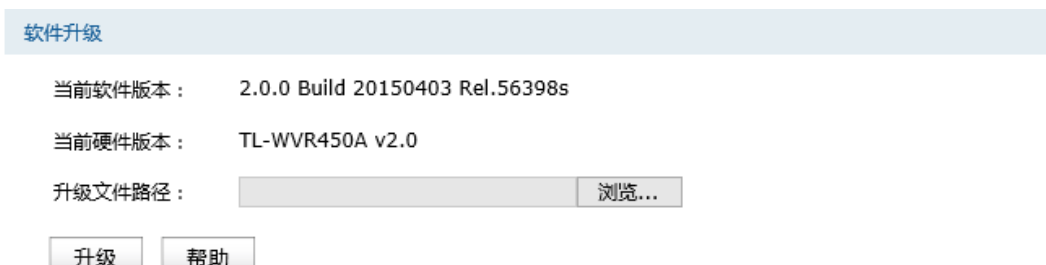 软件升级
当前软件版本： 2.0.0 Build 20150403 Rel.56398s
当前硬件版本： TL-WVR450A v2.0
升级文件路径： 浏览...
升级 帮助